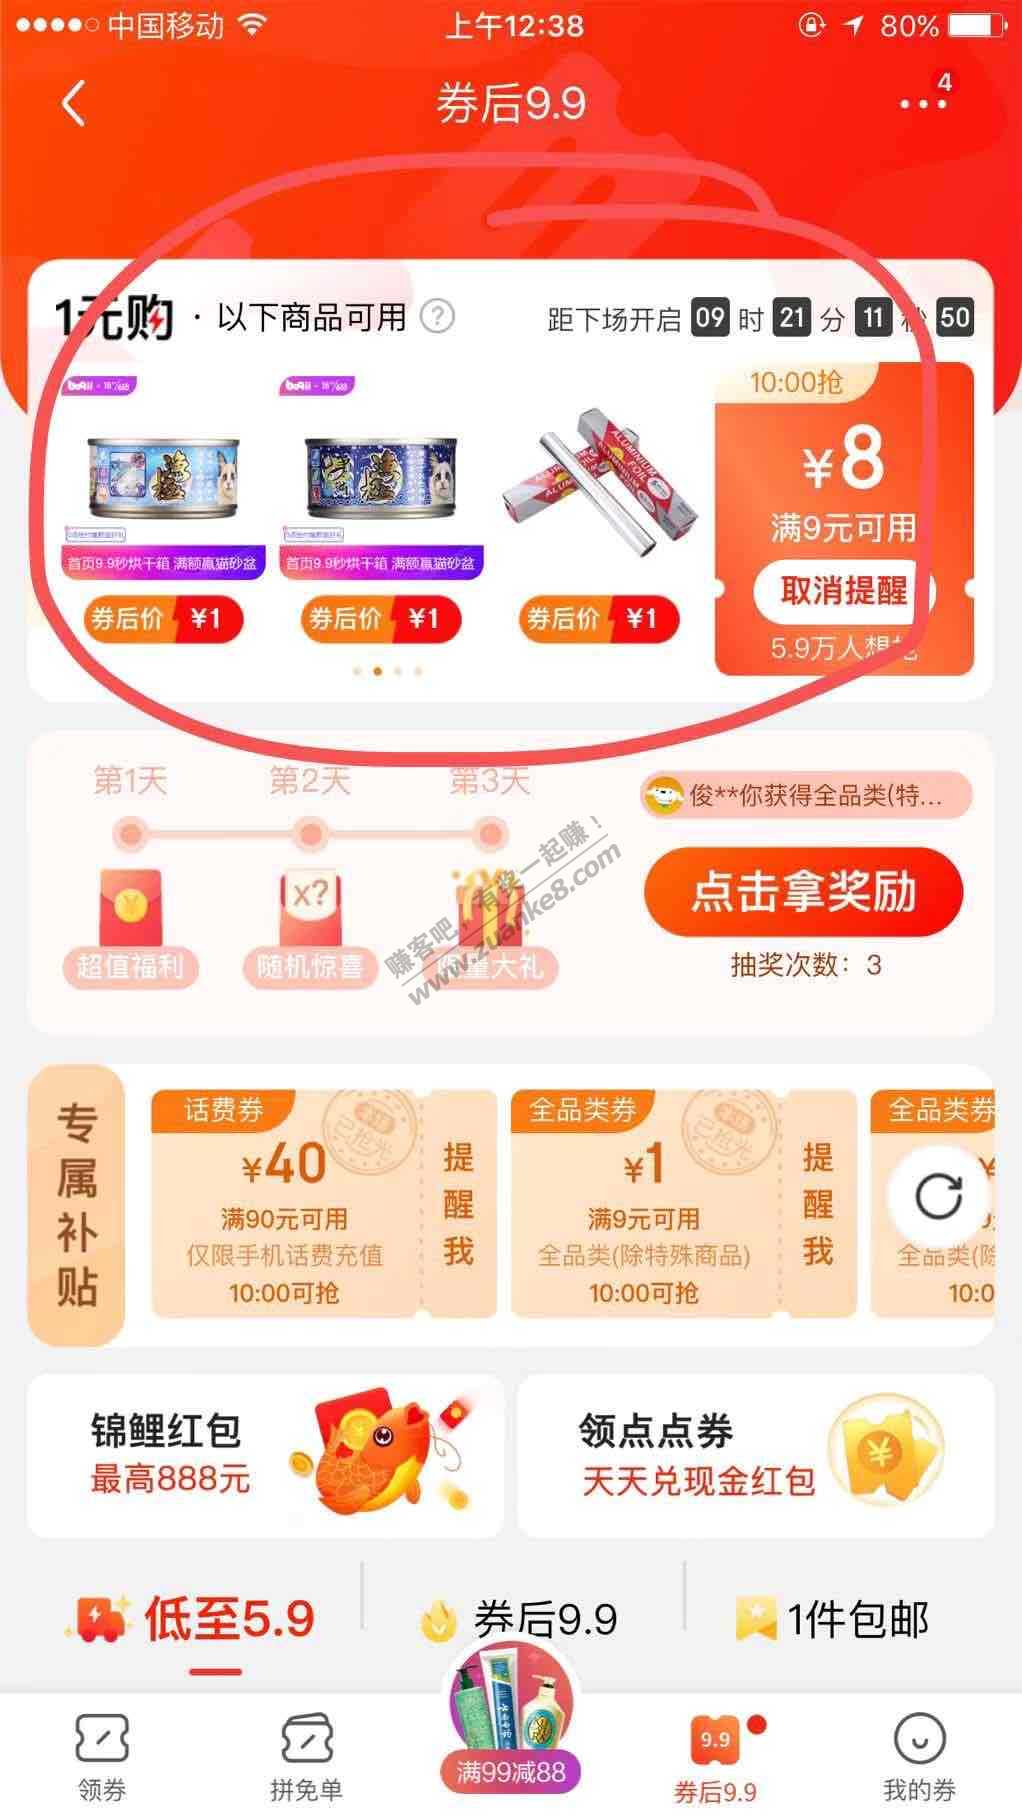 中国移动 上午12:38 80%
券后9.9
4
1元购 · 以下商品可用 ?
距下场开启 09 时 21 分 11 秒 50
首页9.9秒烘干箱 满额赢猫砂盆
券后价 ¥1
首页9.9秒烘干箱 满额赢猫砂盆
券后价 ¥1
ALUMINIUM FOIL
券后价 ¥1
10:00抢
¥8
满9元可用
取消提醒
5.9万人想抢
第1天 第2天 第3天
X?
超值福利 随机惊喜 限量大礼
俊**你获得全品类(特...
点击拿奖励
抽奖次数：3
赚客吧，有奖一起赚！
www.zuanke8.com
专属补贴
话费券
¥40
满90元可用
仅限手机话费充值
10:00可抢
提醒我
已抢光
全品类券
¥1
满9元可用
全品类(除特殊商品)
10:00可抢
提醒我
已抢光
全品类券
¥
全品类(除
10:0
锦鲤红包
最高888元
领点点券
天天兑现金红包
低至5.9 券后9.9 1件包邮
领券 拼免单 满99减88 9.9 券后9.9 我的券